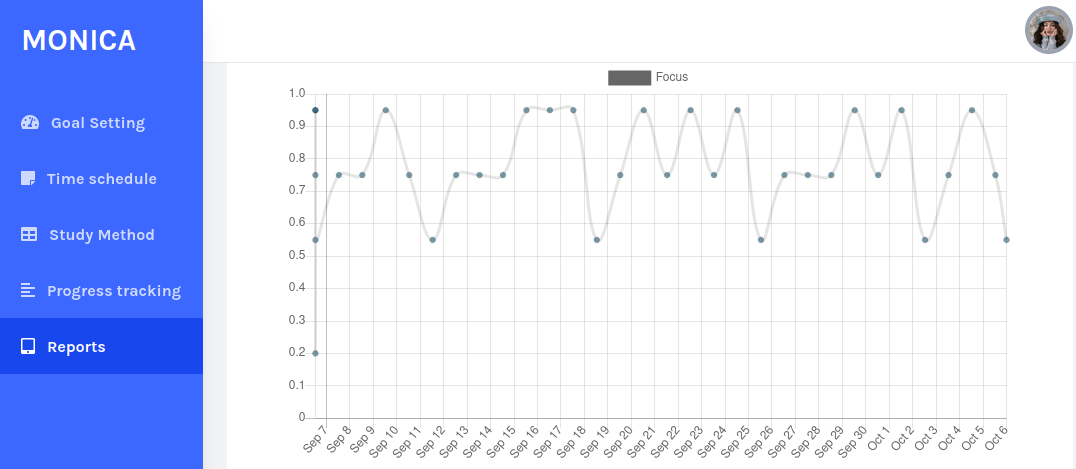 MONICA
Goal Setting
Time schedule
Study Method
Progress tracking
Reports
Focus
1.0
0.9
0.8
0.7
0.6
0.5
0.4
0.3
0.2
0.1
0
Sep 7
Sep 8
Sep 9
Sep 10
Sep 11
Sep 12
Sep 13
Sep 14
Sep 15
Sep 16
Sep 17
Sep 18
Sep 19
Sep 20
Sep 21
Sep 22
Sep 23
Sep 24
Sep 25
Sep 26
Sep 27
Sep 28
Sep 29
Sep 30
Oct 1
Oct 2
Oct 3
Oct 4
Oct 5
Oct 6